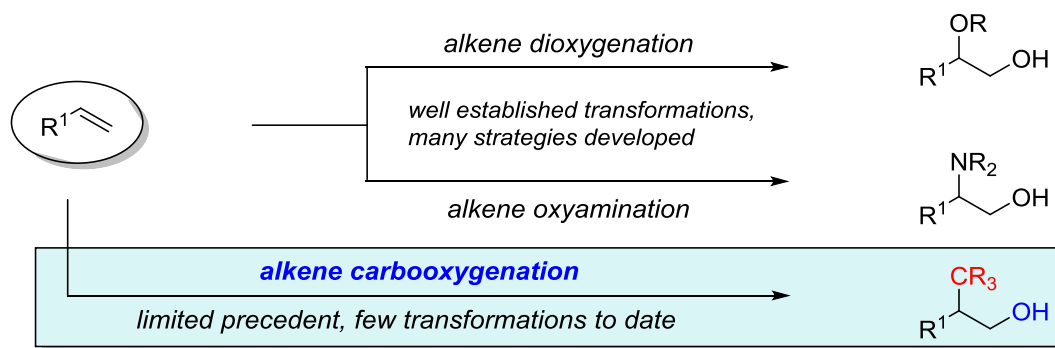 alkene dioxygenation
OR
R¹
OH
R¹
well established transformations,
many strategies developed
NR₂
R¹
OH
alkene oxyamination
alkene carbooxygenation
CR₃
R¹
OH
limited precedent, few transformations to date